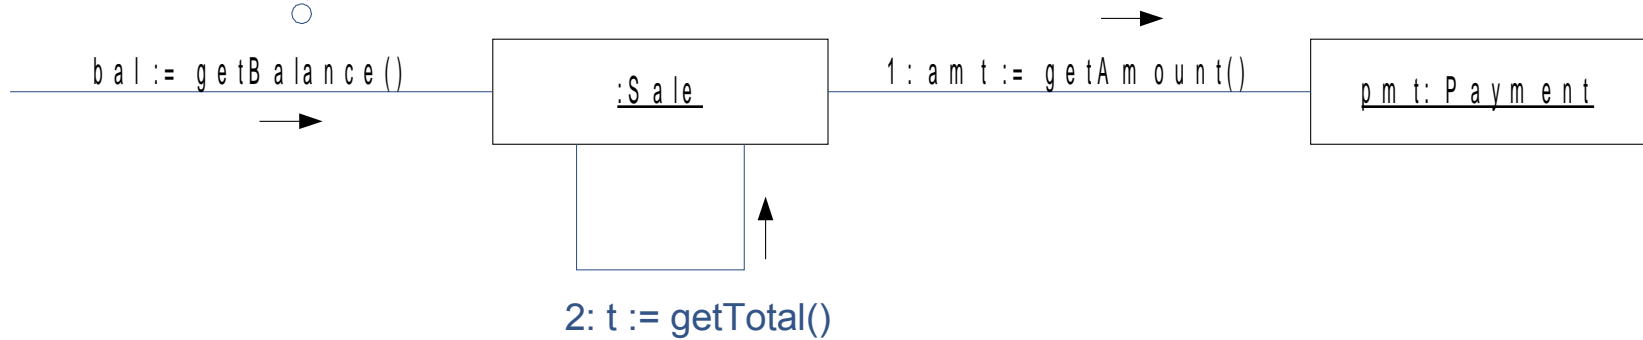 bal := getBalance()
:Sale
1: amt := getAmount()
pmt: Payment
2: t := getTotal()